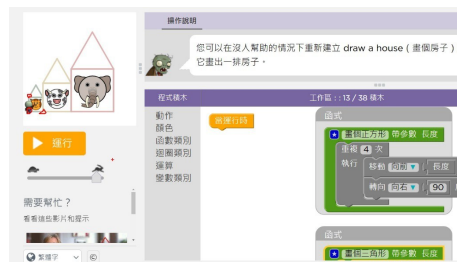 操作說明
您可以在沒人幫助的情況下重新建立 draw a house ( 畫個房子 )
它畫出一排房子。
程式積木
工作區 : : 13 / 38 積木
動作
顏色
函數類別
迴圈類別
運算
變數類別
當運行時
函式
畫個正方形 帶參數 長度
重複 4 次
執行
移動 向前 長度
轉向 向右 90
函式
畫個三角形 帶參數 長度
運行
需要幫忙？
看看這些影片和提示
繁體字